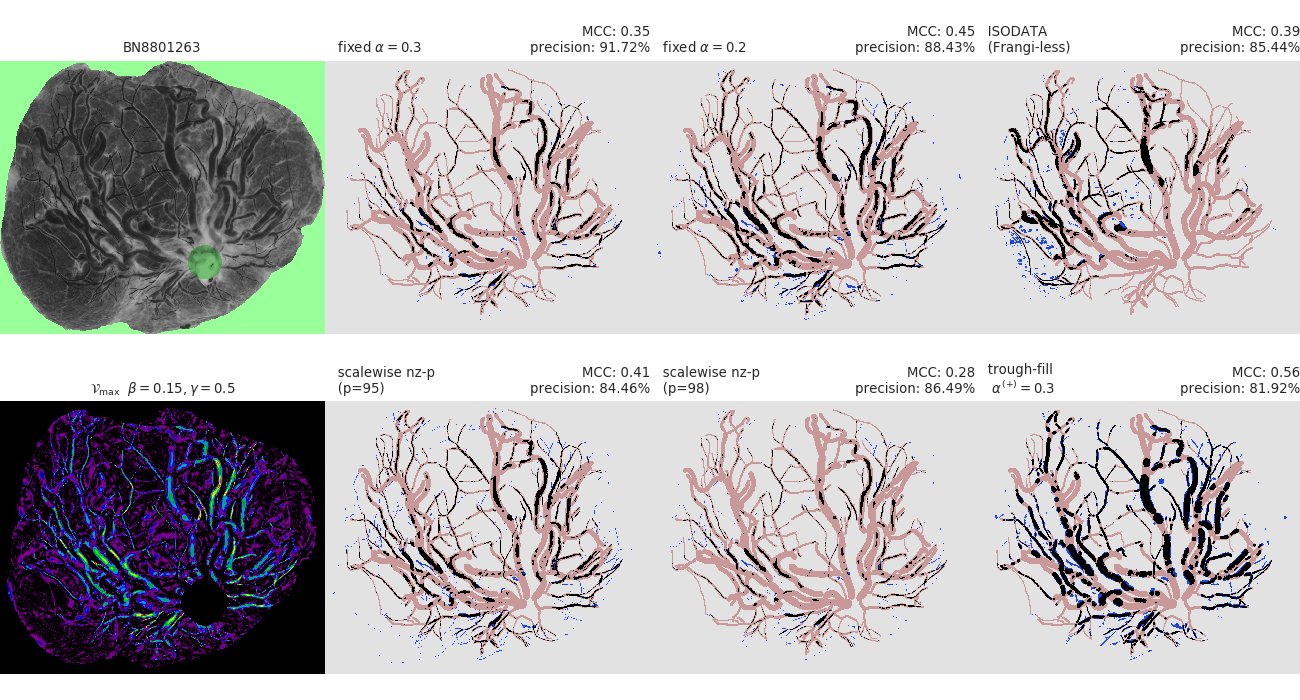 BN8801263
fixed α = 0.3
MCC: 0.35
precision: 91.72%
fixed α = 0.2
MCC: 0.45
precision: 88.43%
ISODATA
(Frangi-less)
MCC: 0.39
precision: 85.44%
𝒱max β = 0.15, γ = 0.5
scalewise nz-p
(p=95)
MCC: 0.41
precision: 84.46%
scalewise nz-p
(p=98)
MCC: 0.28
precision: 86.49%
trough-fill
α(+) = 0.3
MCC: 0.56
precision: 81.92%